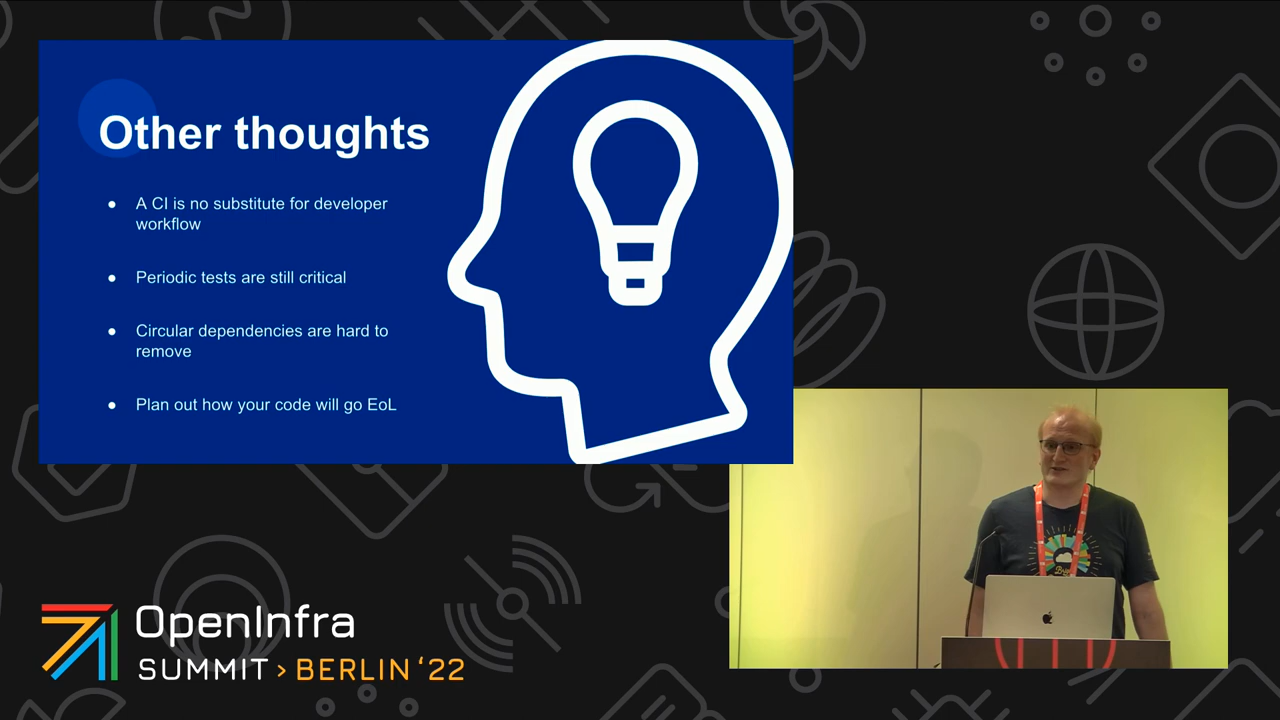 Other thoughts
● A CI is no substitute for developer
workflow
● Periodic tests are still critical
● Circular dependencies are hard to
remove
● Plan out how your code will go EoL
OpenInfra
SUMMIT > BERLIN ‘22